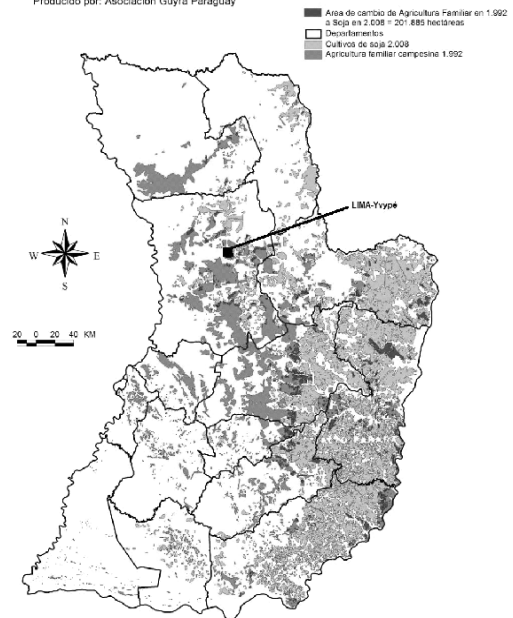 Producido por: Asociación Guyra Paraguay
Area de cambio de Agricultura Familiar en 1.992
a Soja en 2.008 = 201.885 hectáreas
Departamentos
Cultivos de soja 2.008
Agricultura familiar campesina 1.992
LIMA-Yvypé
N
W E
S
20 0 20 40 KM